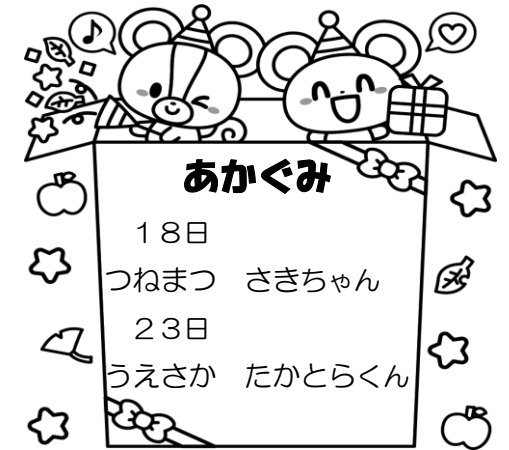 あかぐみ
１８日
つねまつ　さきちゃん
２３日
うえさか　たかとらくん